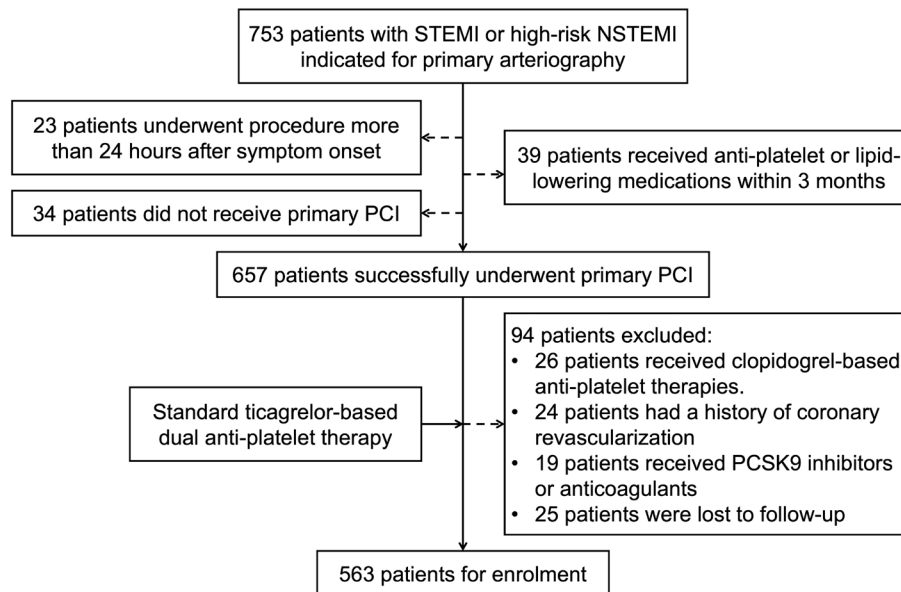 753 patients with STEMI or high-risk NSTEMI
indicated for primary arteriography
23 patients underwent procedure more
than 24 hours after symptom onset
39 patients received anti-platelet or lipid-
lowering medications within 3 months
34 patients did not receive primary PCI
657 patients successfully underwent primary PCI
94 patients excluded:
• 26 patients received clopidogrel-based
anti-platelet therapies.
• 24 patients had a history of coronary
revascularization
• 19 patients received PCSK9 inhibitors
or anticoagulants
• 25 patients were lost to follow-up
Standard ticagrelor-based
dual anti-platelet therapy
563 patients for enrolment